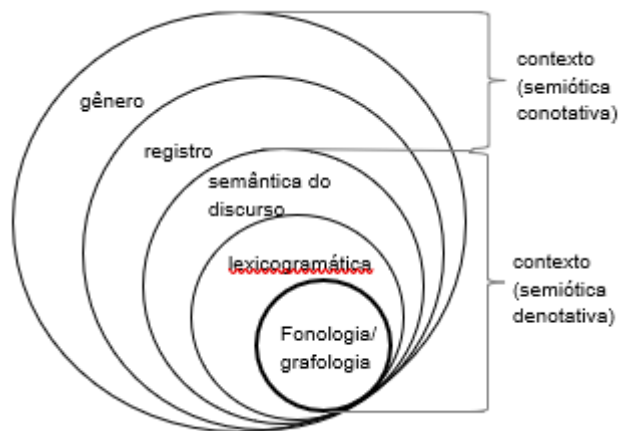 gênero
registro
semântica do
discurso
lexicogramática
Fonologia/
grafologia
contexto
(semiótica
conotativa)
contexto
(semiótica
denotativa)